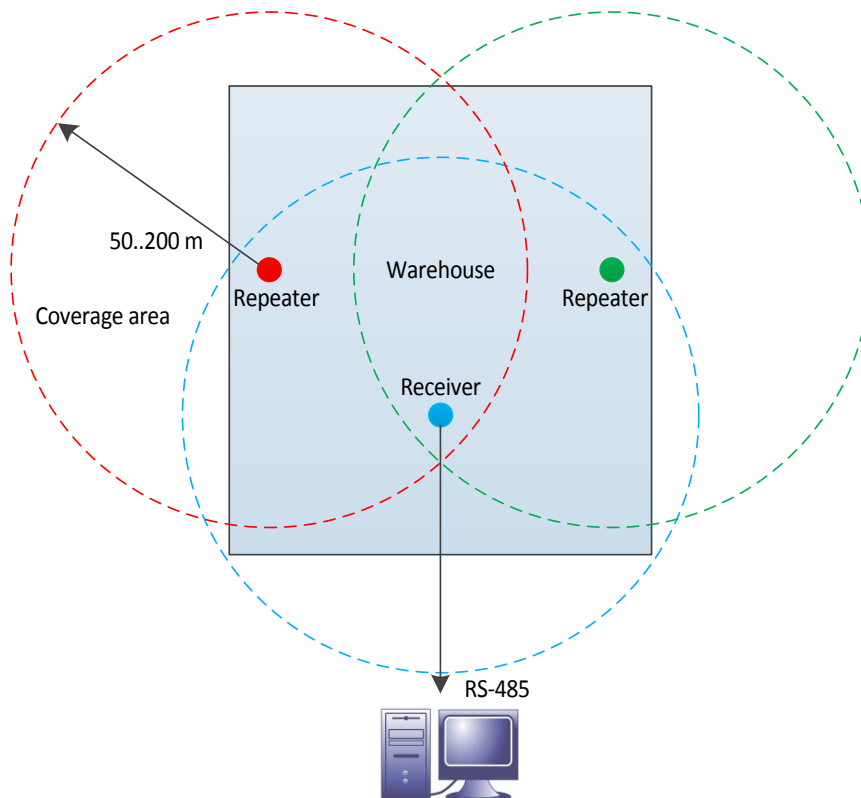 50..200 m
Warehouse
Repeater
Repeater
Coverage area
Receiver
RS-485